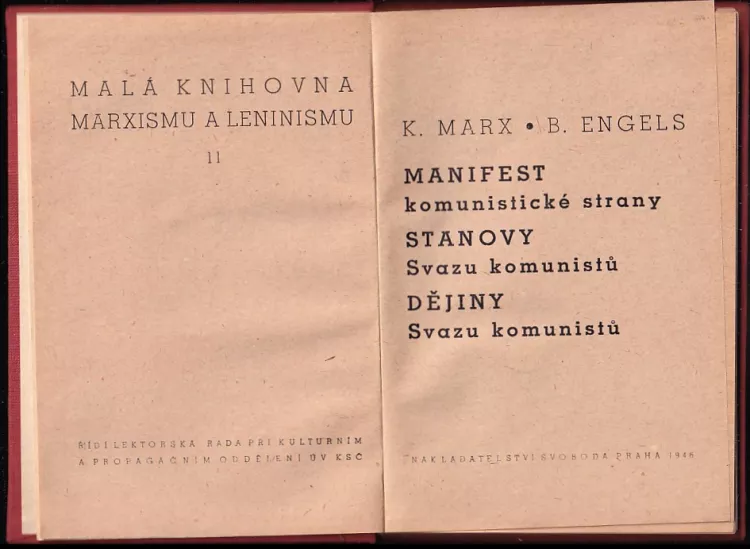 MALÁ KNIHOVNA
MARXISMU A LENINISMU
11
ŘÍDÍ LEKTORSKÁ RADA PŘI KULTURNÍM
A PROPAGAČNÍM ODDĚLENÍ ÚV KSČ
K. MARX • B. ENGELS
MANIFEST
komunistické strany
STANOVY
Svazu komunistů
DĚJINY
Svazu komunistů
NAKLADATELSTVÍ SVOBODA PRAHA